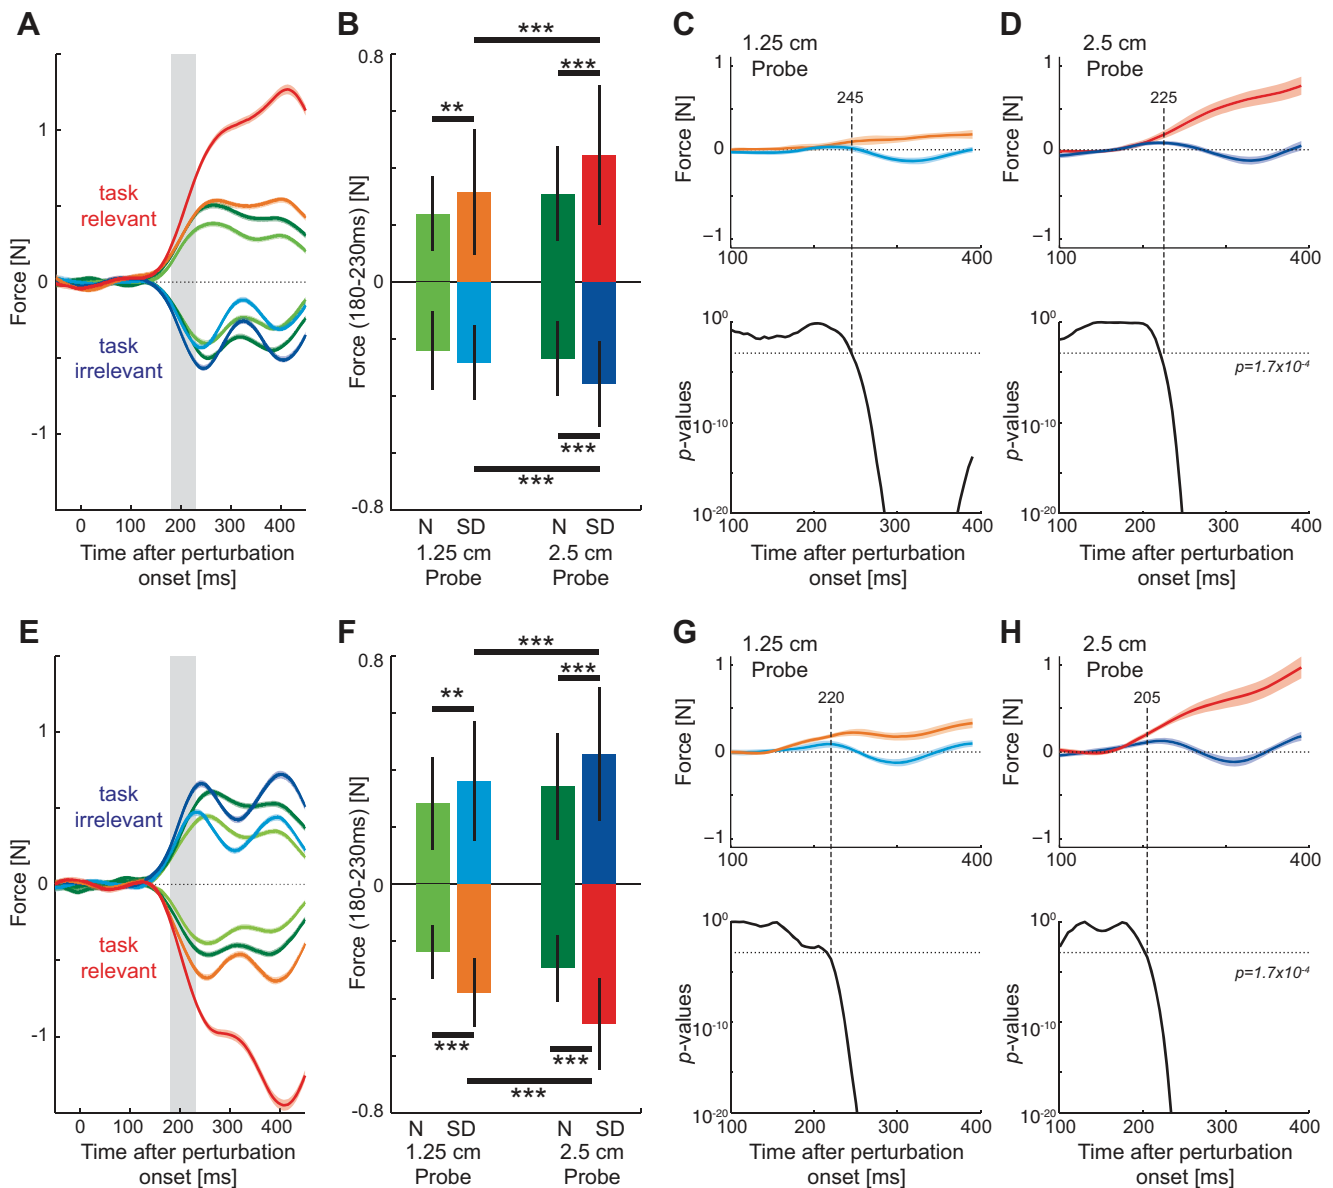 A
1
0
-1
Force [N]
task
relevant
task
irrelevant
0 100 200 300 400
Time after perturbation
onset [ms]
B
0.8
0
-0.8
Force (180-230ms) [N]
***
***
**
***
***
N SD N SD
1.25 cm 2.5 cm
Probe Probe
C
1.25 cm
Probe
245
1
0
−1
Force [N]
100 400
10⁰
10⁻¹⁰
10⁻²⁰
p-values
100 200 300 400
Time after perturbation
onset [ms]
D
2.5 cm
Probe
225
1
0
−1
Force [N]
100 400
10⁰
10⁻¹⁰
10⁻²⁰
p-values
p=1.7x10⁻⁴
100 200 300 400
Time after perturbation
onset [ms]
E
1
0
-1
Force [N]
task
irrelevant
task
relevant
0 100 200 300 400
Time after perturbation
onset [ms]
F
0.8
0
-0.8
Force (180-230ms) [N]
***
***
**
***
***
***
N SD N SD
1.25 cm 2.5 cm
Probe Probe
G
1.25 cm
Probe
220
1
0
−1
Force [N]
100 400
10⁰
10⁻¹⁰
10⁻²⁰
p-values
100 200 300 400
Time after perturbation
onset [ms]
H
2.5 cm
Probe
205
1
0
−1
Force [N]
100 400
10⁰
10⁻¹⁰
10⁻²⁰
p-values
p=1.7x10⁻⁴
100 200 300 400
Time after perturbation
onset [ms]